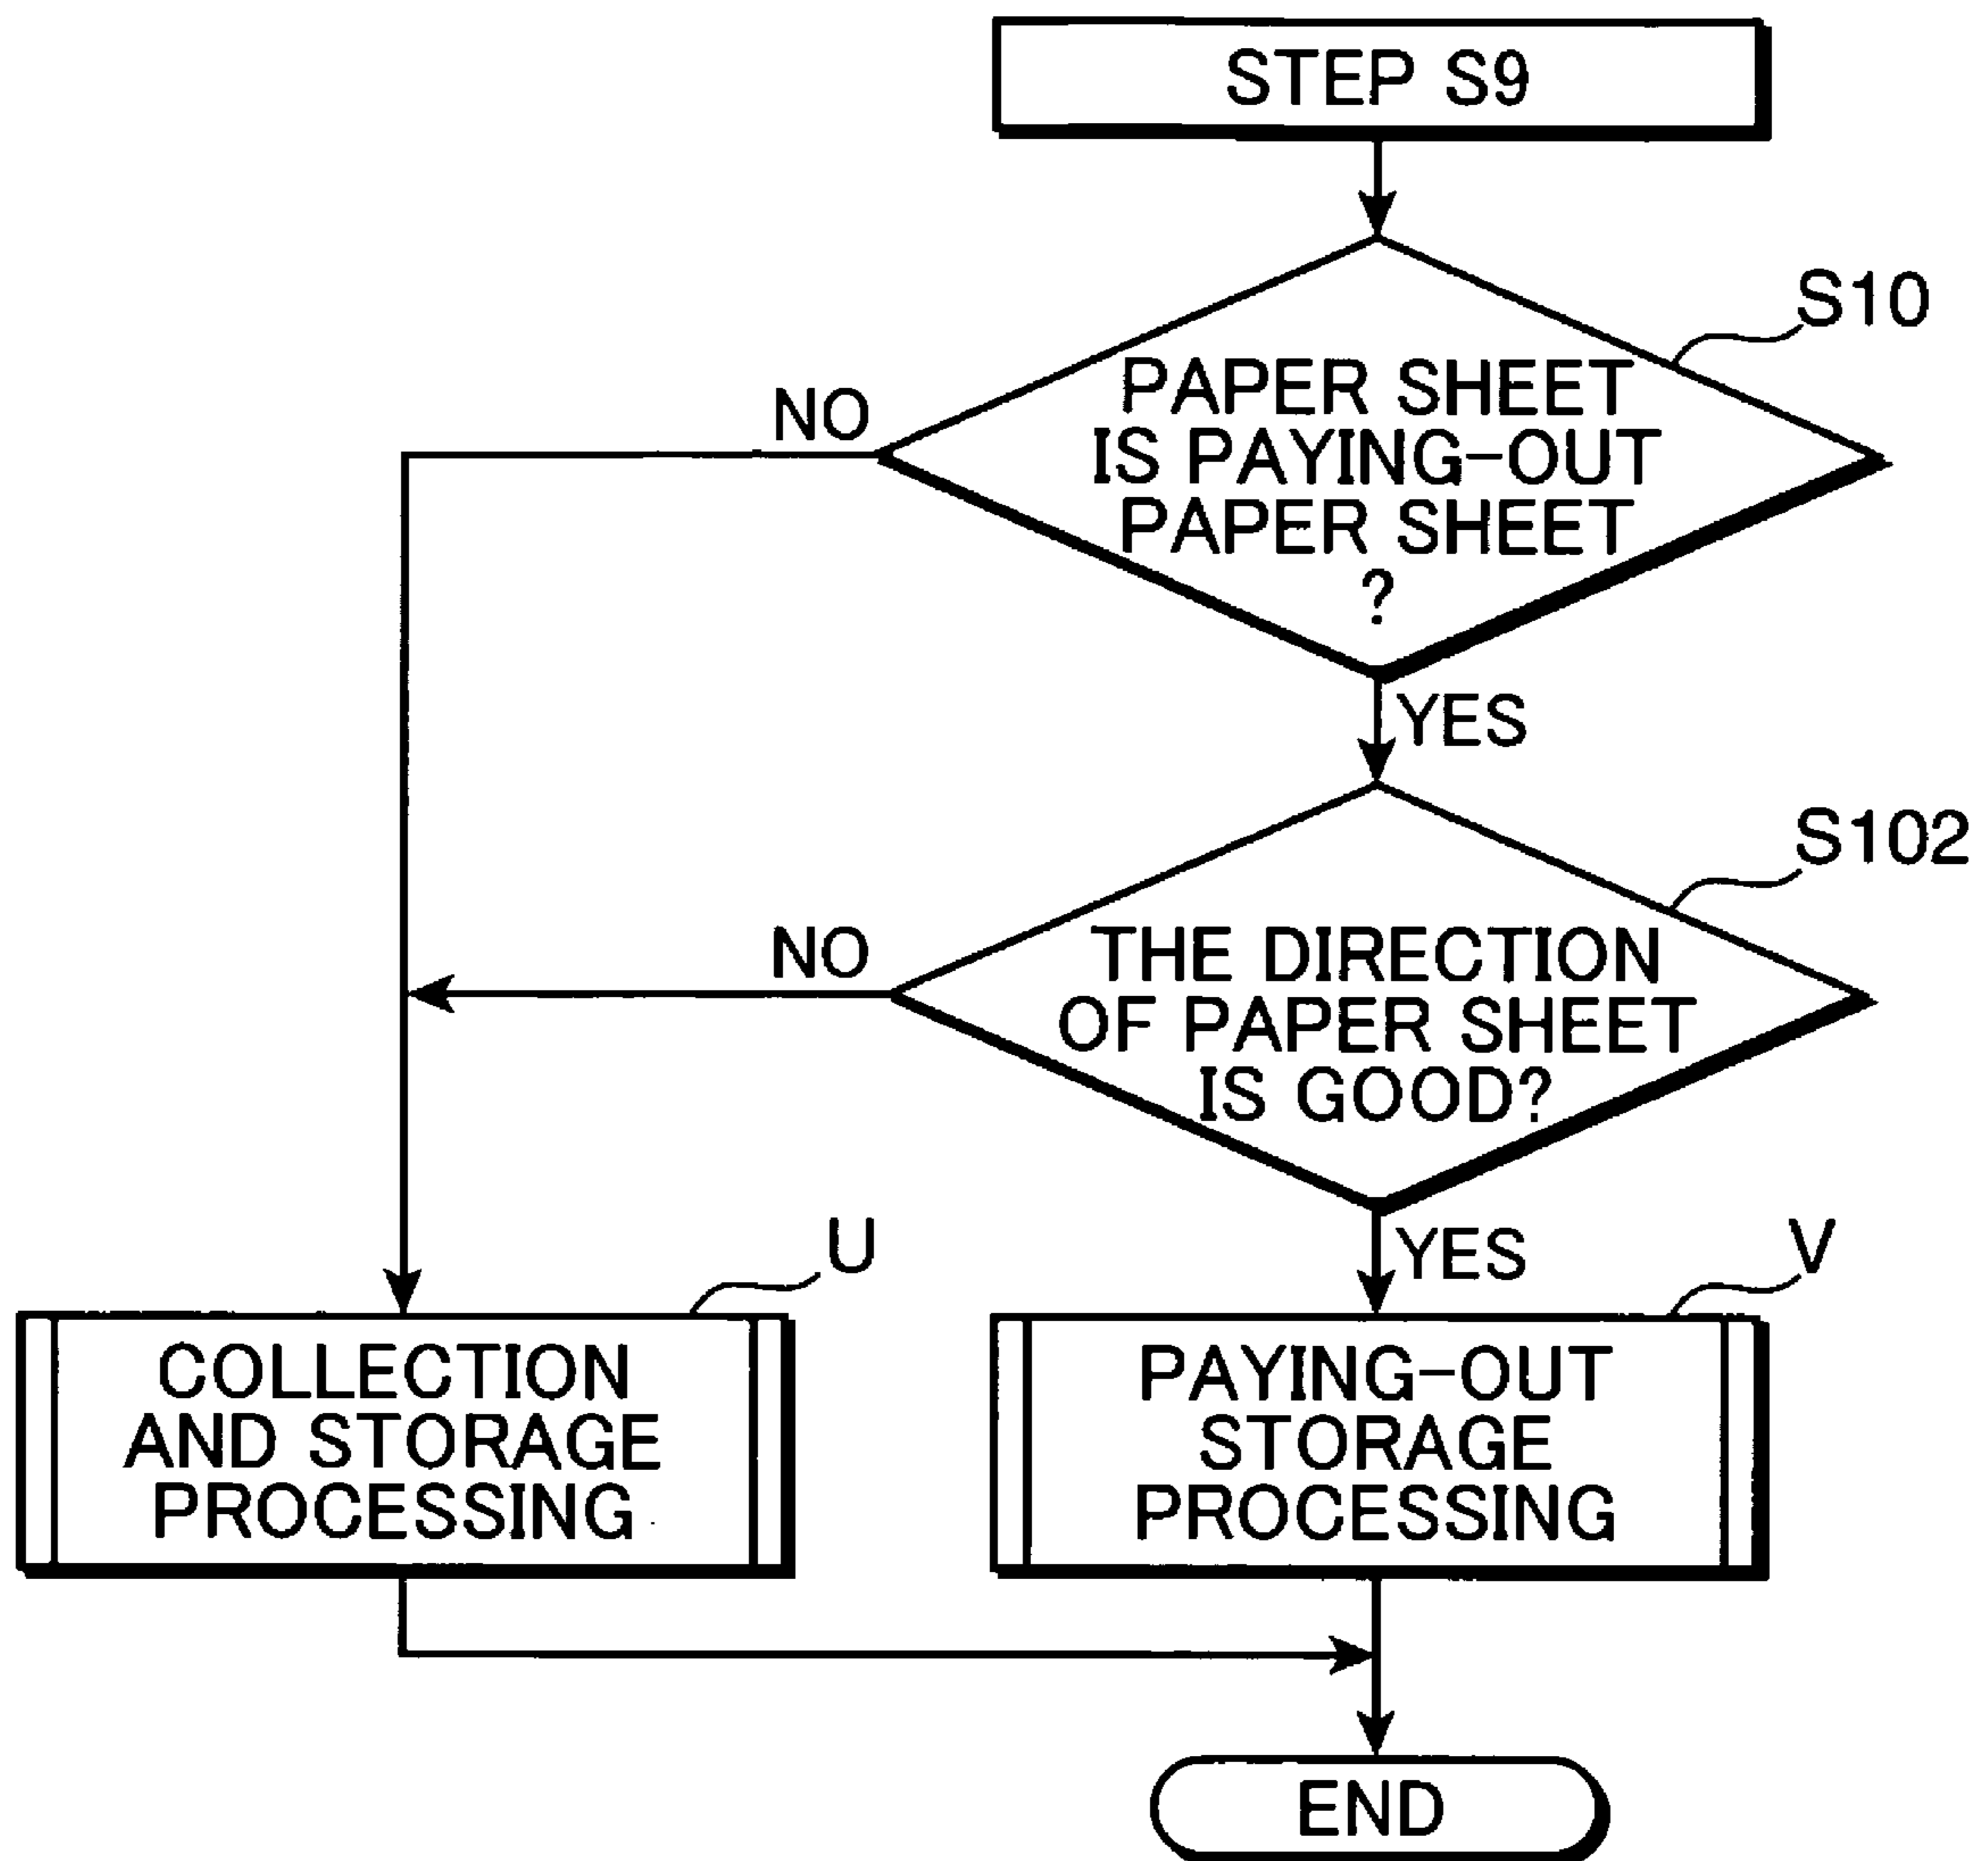 STEP S9
S10
PAPER SHEET
IS PAYING-OUT
PAPER SHEET
?
NO
YES
S102
THE DIRECTION
OF PAPER SHEET
IS GOOD?
NO
YES
U
COLLECTION
AND STORAGE
PROCESSING
V
PAYING-OUT
STORAGE
PROCESSING
END